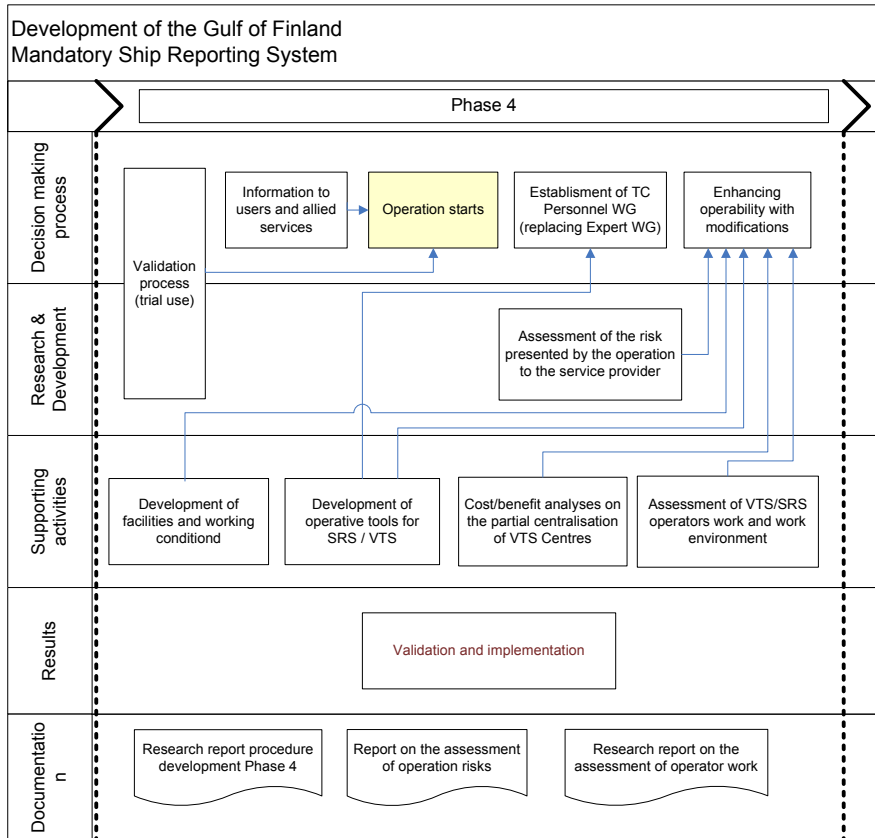 Development of the Gulf of Finland
Mandatory Ship Reporting System
Phase 4
Decision making
process
Information to
users and allied
services
Operation starts
Establisment of TC
Personnel WG
(replacing Expert WG)
Enhancing
operability with
modifications
Validation
process
(trial use)
Research &
Development
Assessment of the risk
presented by the operation
to the service provider
Supporting
activities
Development of
facilities and working
conditiond
Development of
operative tools for
SRS / VTS
Cost/benefit analyses on
the partial centralisation
of VTS Centres
Assessment of VTS/SRS
operators work and work
environment
Results
Validation and implementation
Documentatio
n
Research report procedure
development Phase 4
Report on the assessment
of operation risks
Research report on the
assessment of operator work